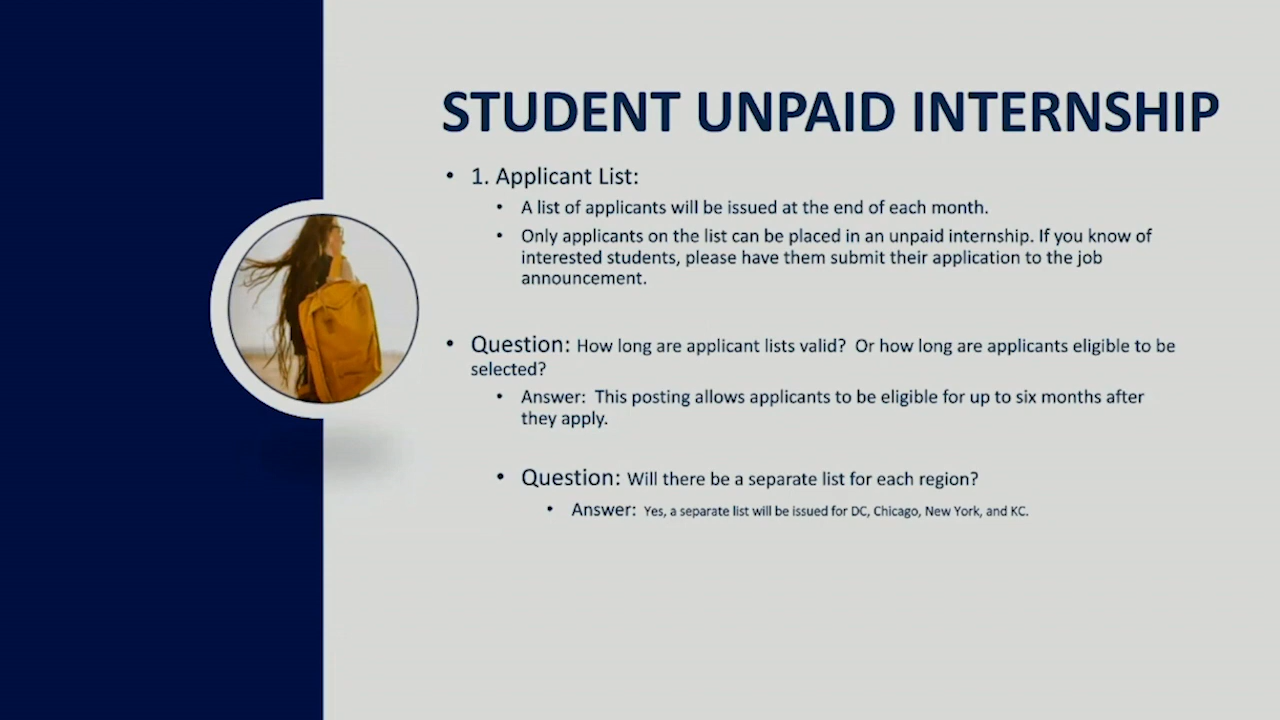 STUDENT UNPAID INTERNSHIP
• 1. Applicant List:
• A list of applicants will be issued at the end of each month.
• Only applicants on the list can be placed in an unpaid internship. If you know of
interested students, please have them submit their application to the job
announcement.
• Question: How long are applicant lists valid?  Or how long are applicants eligible to be
selected?
• Answer:  This posting allows applicants to be eligible for up to six months after
they apply.
• Question: Will there be a separate list for each region?
• Answer:  Yes, a separate list will be issued for DC, Chicago, New York, and KC.